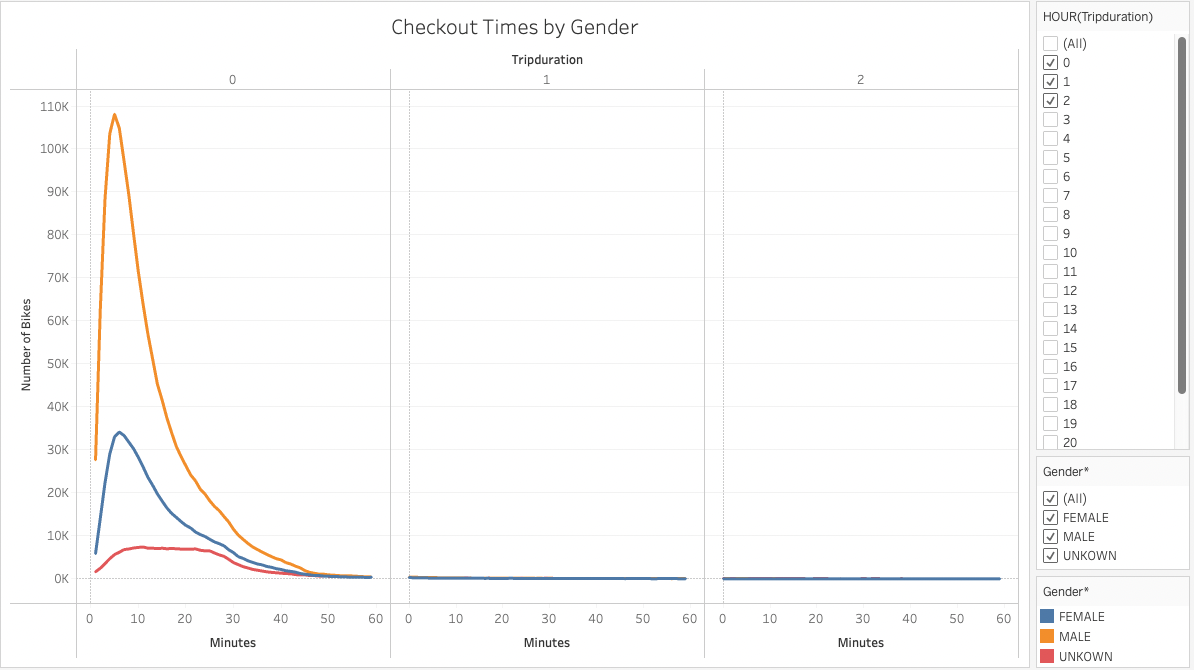 Checkout Times by Gender
Tripduration
0 1 2
110K
100K
90K
80K
70K
60K
50K
40K
30K
20K
10K
0K
Number of Bikes
0 10 20 30 40 50 60 0 10 20 30 40 50 60 0 10 20 30 40 50 60
Minutes Minutes Minutes
HOUR(Tripduration)
(All)
0
1
2
3
4
5
6
7
8
9
10
11
12
13
14
15
16
17
18
19
20
Gender*
(All)
FEMALE
MALE
UNKOWN
Gender*
FEMALE
MALE
UNKOWN